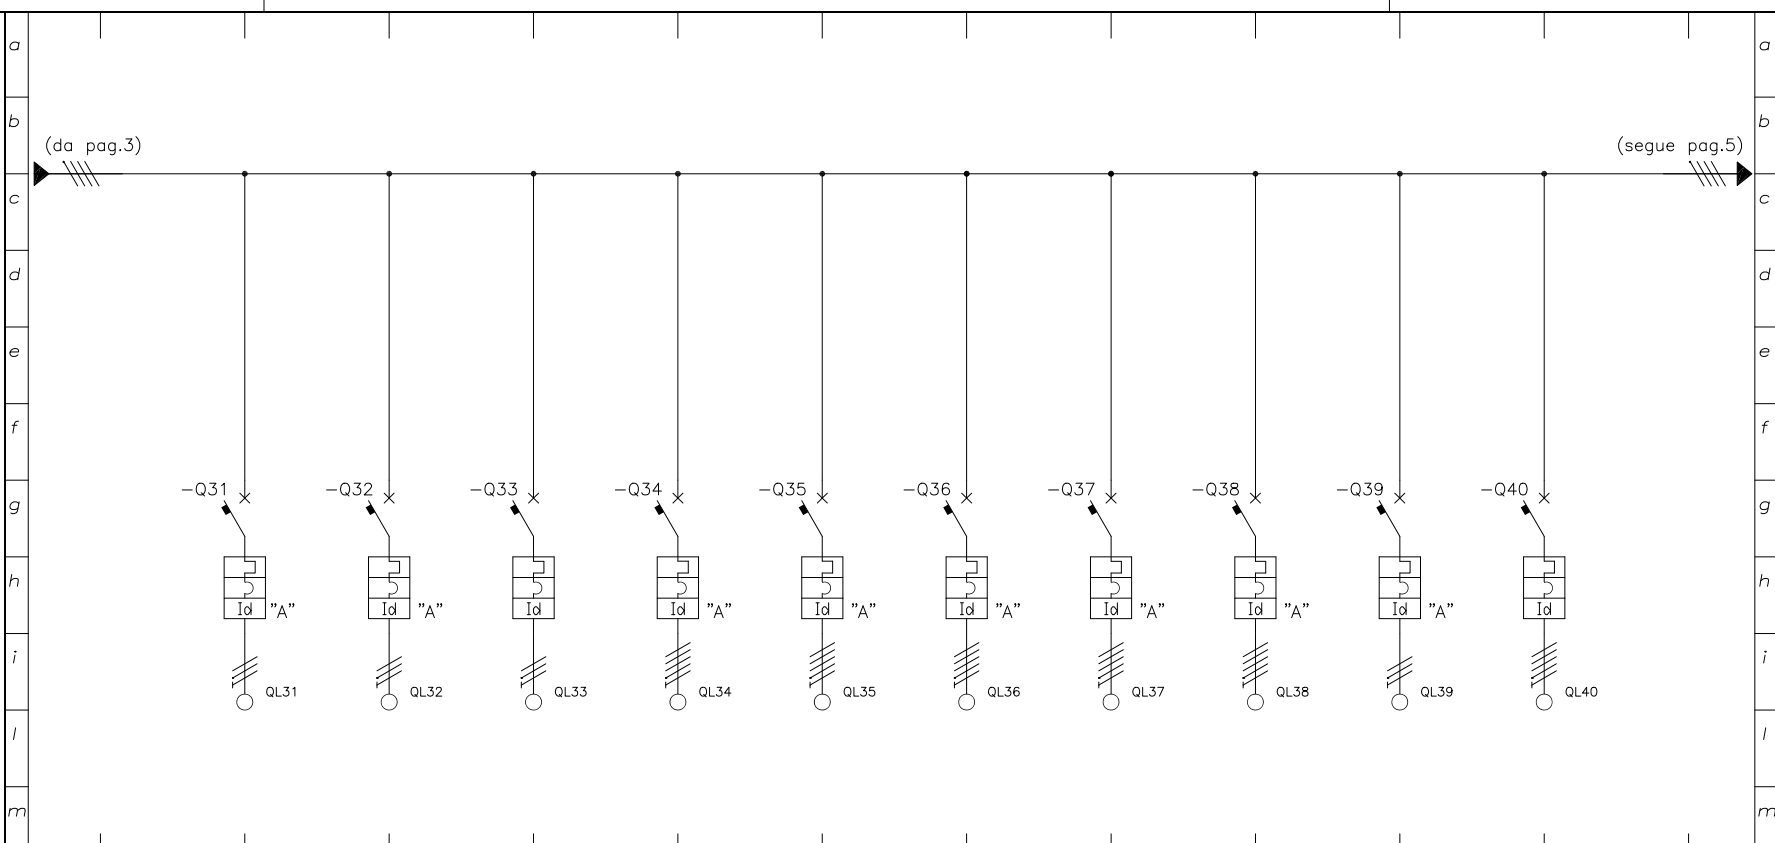 a a
b b
(da pag.3) (segue pag.5)
c c
d d
e e
f f
-Q31 -Q32 -Q33 -Q34 -Q35 -Q36 -Q37 -Q38 -Q39 -Q40
g g
h h
Id "A" Id "A" Id Id "A" Id "A" Id "A" Id "A" Id "A" Id "A" Id
i i
QL31 QL32 QL33 QL34 QL35 QL36 QL37 QL38 QL39 QL40
l l
m m